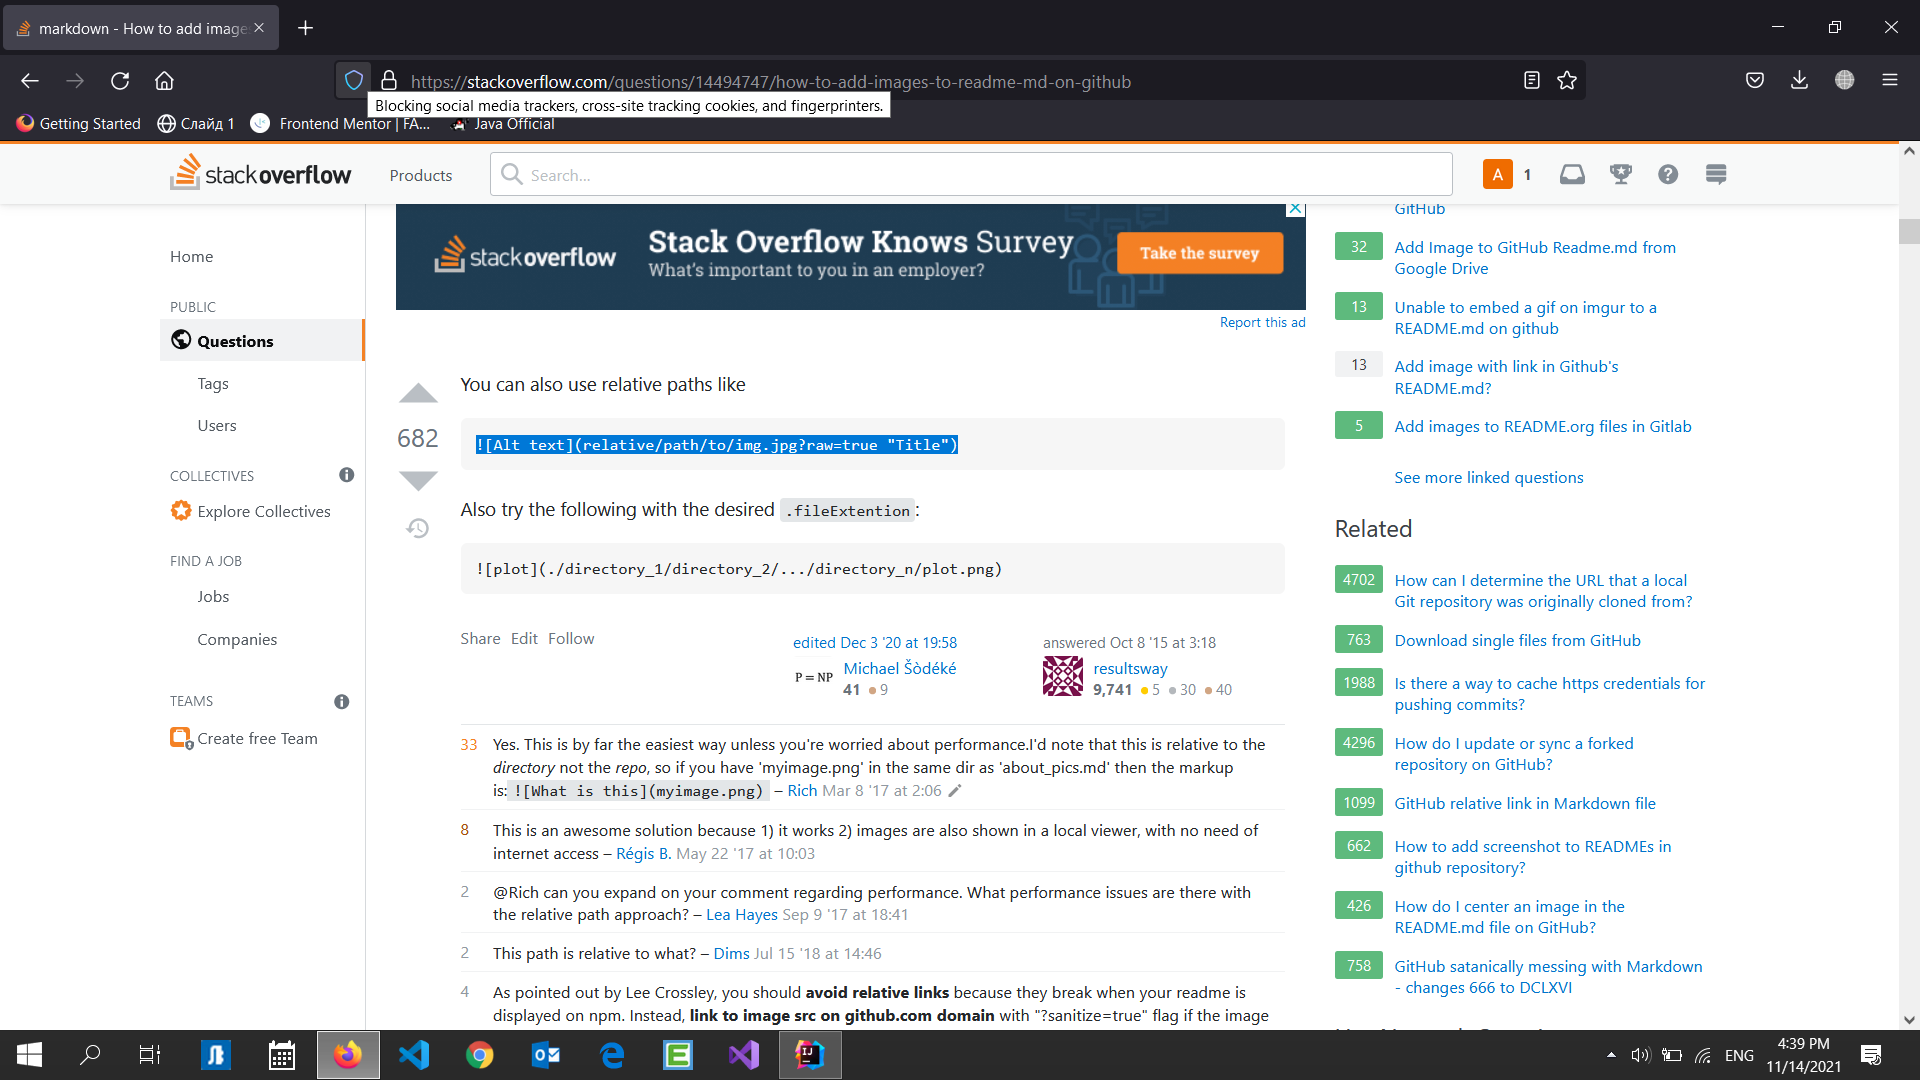 markdown - How to add image
https://stackoverflow.com/questions/14494747/how-to-add-images-to-readme-md-on-github
Blocking social media trackers, cross-site tracking cookies, and fingerprinters.
Getting Started
Слайд 1
Frontend Mentor | FA...
Java Official
stackoverflow
Products
Search...
A
1
Home
PUBLIC
Questions
Tags
Users
COLLECTIVES
Explore Collectives
FIND A JOB
Jobs
Companies
TEAMS
Create free Team
stackoverflow
Stack Overflow Knows Survey
What's important to you in an employer?
Take the survey
Report this ad
682
You can also use relative paths like
![Alt text](relative/path/to/img.jpg?raw=true "Title")
Also try the following with the desired .fileExtention:
![plot](./directory_1/directory_2/.../directory_n/plot.png)
Share Edit Follow
edited Dec 3 '20 at 19:58
P = NP
Michael Šòdéké
41 9
answered Oct 8 '15 at 3:18
resultsway
9,741 5 30 40
33 Yes. This is by far the easiest way unless you're worried about performance.I'd note that this is relative to the
directory not the repo, so if you have 'myimage.png' in the same dir as 'about_pics.md' then the markup
is: ![What is this](myimage.png) – Rich Mar 8 '17 at 2:06
8 This is an awesome solution because 1) it works 2) images are also shown in a local viewer, with no need of
internet access – Régis B. May 22 '17 at 10:03
2 @Rich can you expand on your comment regarding performance. What performance issues are there with
the relative path approach? – Lea Hayes Sep 9 '17 at 18:41
2 This path is relative to what? – Dims Jul 15 '18 at 14:46
4 As pointed out by Lee Crossley, you should avoid relative links because they break when your readme is
displayed on npm. Instead, link to image src on github.com domain with "?sanitize=true" flag if the image
GitHub
32 Add Image to GitHub Readme.md from
Google Drive
13 Unable to embed a gif on imgur to a
README.md on github
13 Add image with link in Github's
README.md?
5 Add images to README.org files in Gitlab
See more linked questions
Related
4702 How can I determine the URL that a local
Git repository was originally cloned from?
763 Download single files from GitHub
1988 Is there a way to cache https credentials for
pushing commits?
4296 How do I update or sync a forked
repository on GitHub?
1099 GitHub relative link in Markdown file
662 How to add screenshot to READMEs in
github repository?
426 How do I center an image in the
README.md file on GitHub?
758 GitHub satanically messing with Markdown
- changes 666 to DCLXVI
ENG
4:39 PM
11/14/2021